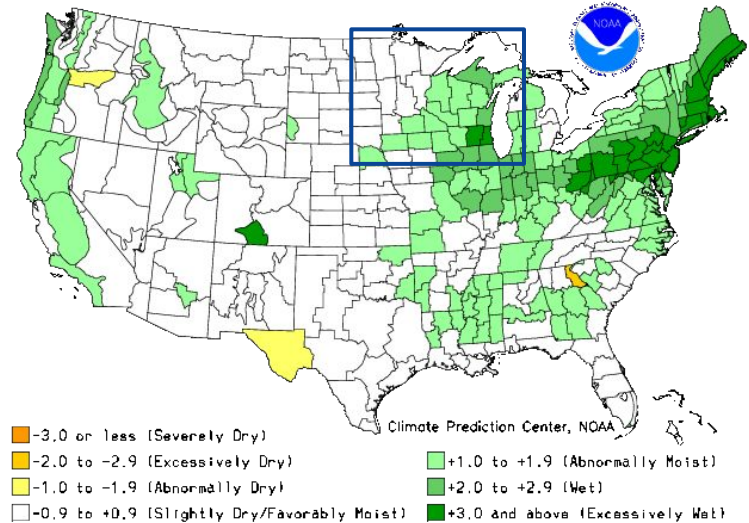 NOAA
Climate Prediction Center, NOAA
-3.0 or less (Severely Dry)
-2.0 to -2.9 (Excessively Dry)
-1.0 to -1.9 (Abnormally Dry)
-0.9 to +0.9 (Slightly Dry/Favorably Moist)
+1.0 to +1.9 (Abnormally Moist)
+2.0 to +2.9 (Wet)
+3.0 and above (Excessively Wet)